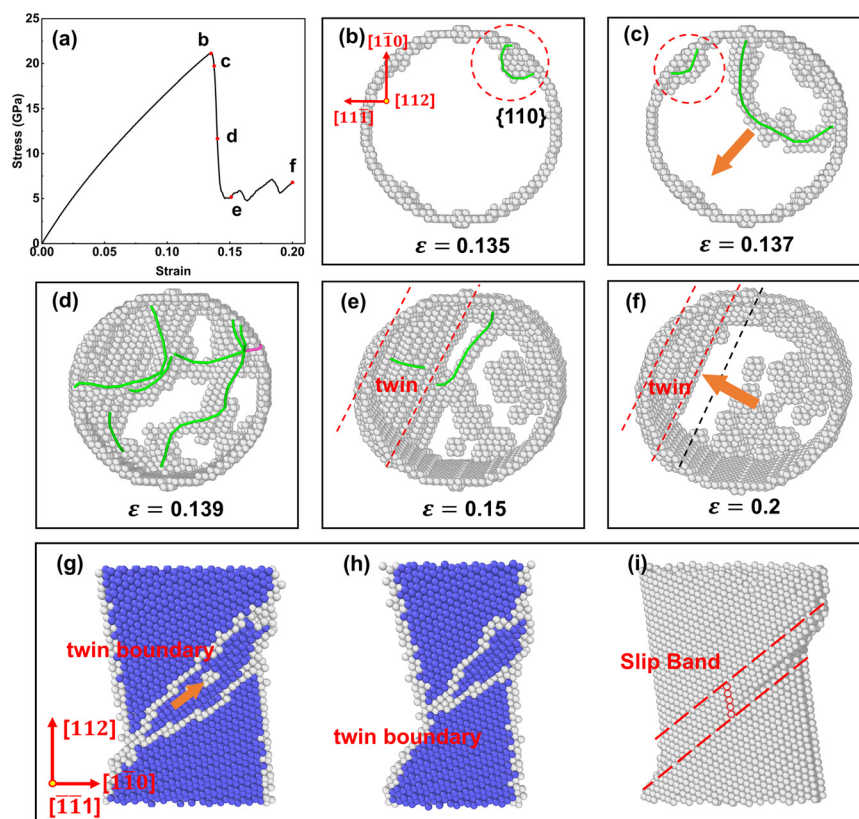 (a)
25
20
15
10
5
0
Stress (GPa)
0.00
0.05
0.10
0.15
0.20
Strain
b
c
d
e
f
(b)
[11̅0]
[111̅]
[112]
{110}
ε = 0.135
(c)
ε = 0.137
(d)
ε = 0.139
(e)
twin
ε = 0.15
(f)
twin
ε = 0.2
(g)
twin boundary
[112]
[1̅1̅1]
(h)
twin boundary
(i)
Slip Band